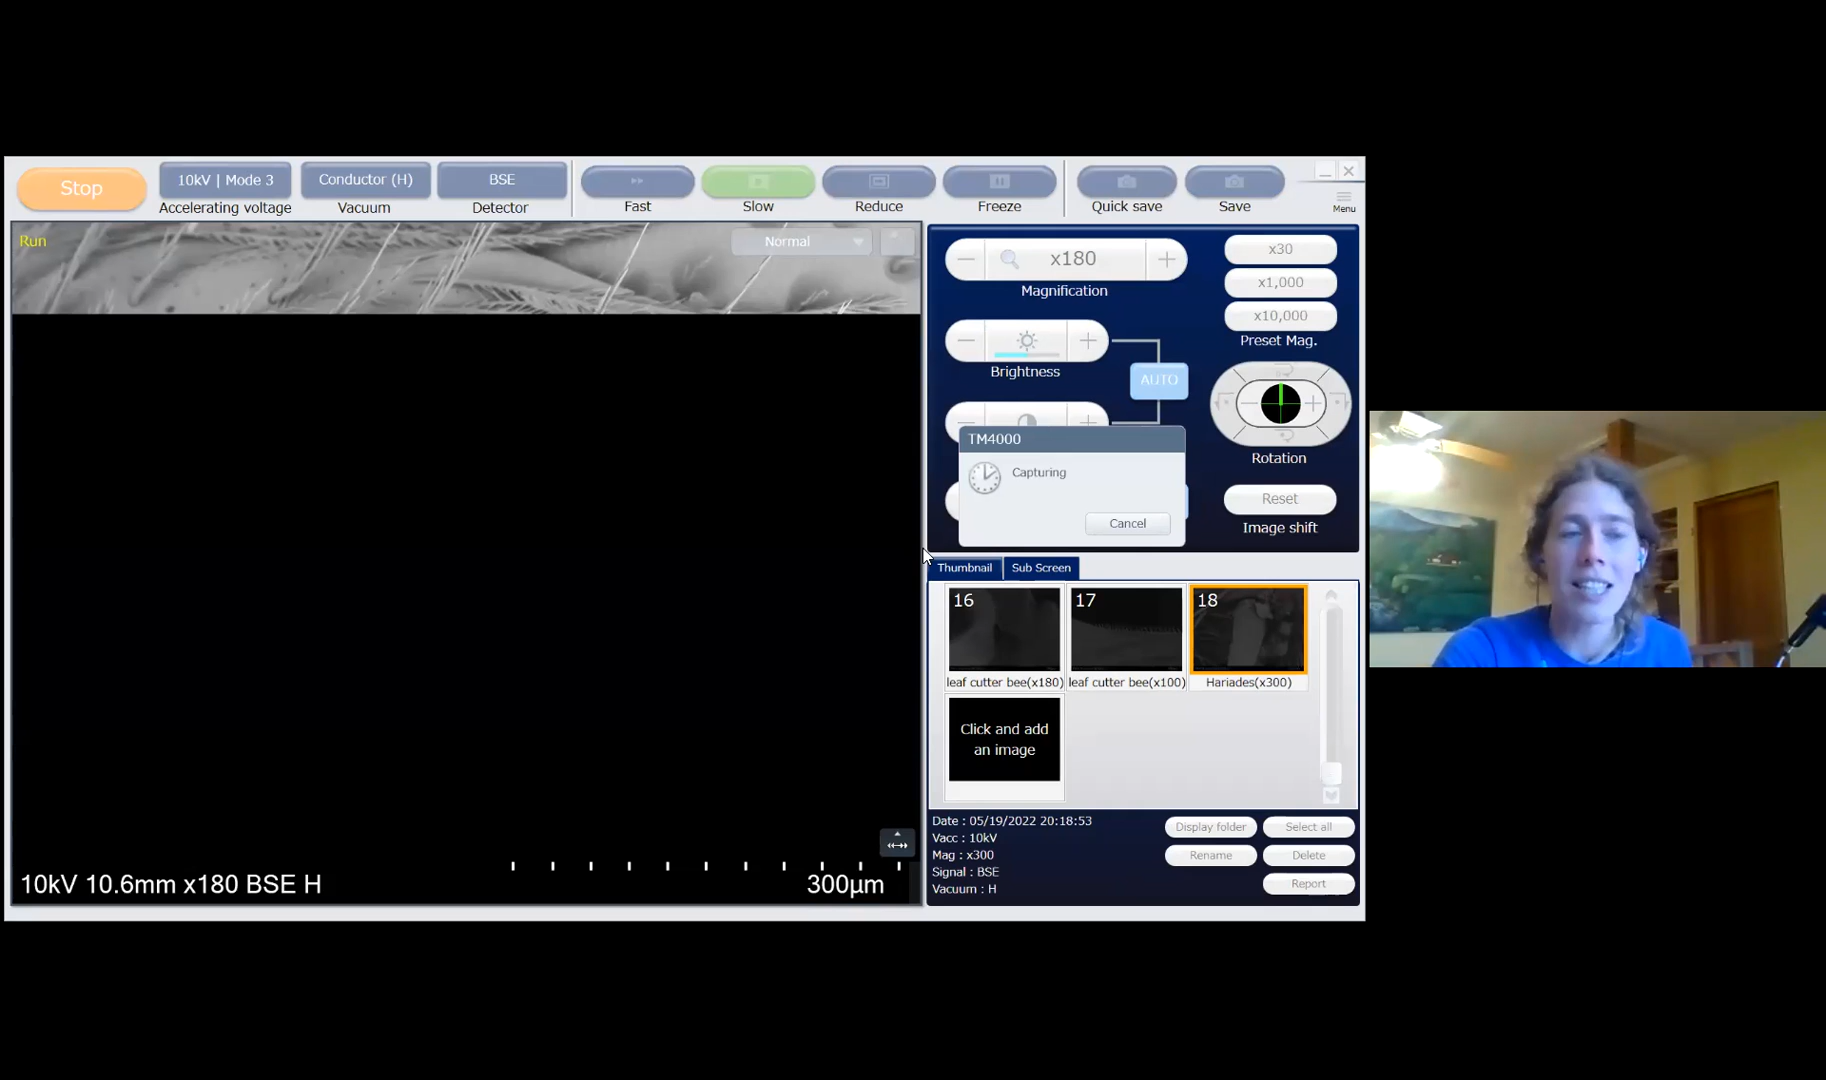 Stop
10kV | Mode 3
Accelerating voltage
Conductor (H)
Vacuum
BSE
Detector
Fast
Slow
Reduce
Freeze
Quick save
Save
Menu
Run
Normal
x180
Magnification
x30
x1,000
x10,000
Preset Mag.
Brightness
AUTO
Rotation
TM4000
Capturing
Cancel
Reset
Image shift
Thumbnail
Sub Screen
16
leaf cutter bee(x180)
17
leaf cutter bee(x100)
18
Hariades(x300)
Click and add
an image
Date : 05/19/2022 20:18:53
Vacc : 10kV
Mag : x300
Signal : BSE
Vacuum : H
Display folder
Select all
Rename
Delete
Report
10kV 10.6mm x180 BSE H
300µm